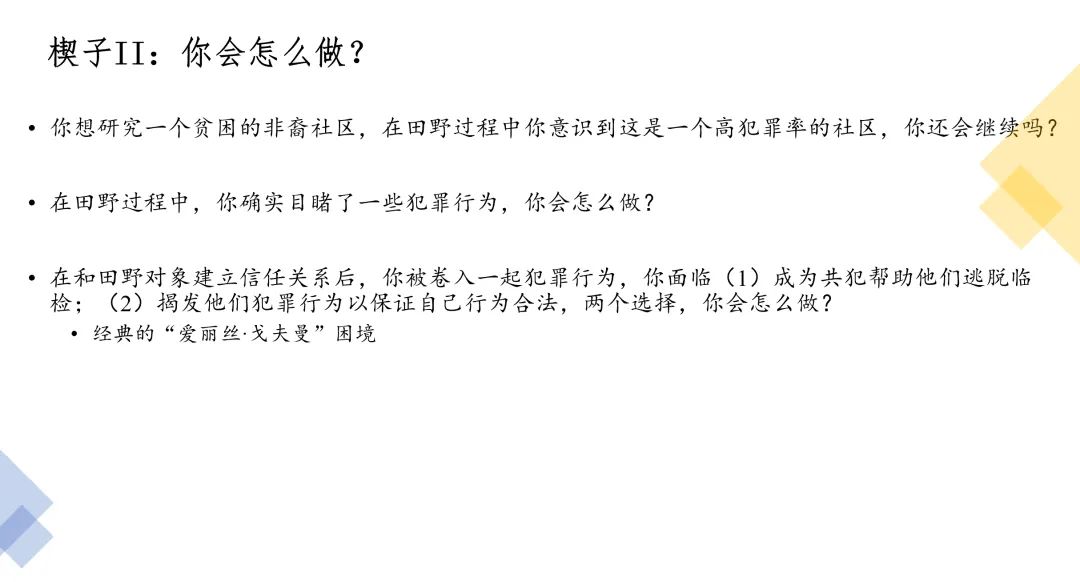 楔子II：你会怎么做？
• 你想研究一个贫困的非裔社区，在田野过程中你意识到这是一个高犯罪率的社区，你还会继续吗？
• 在田野过程中，你确实目睹了一些犯罪行为，你会怎么做？
• 在和田野对象建立信任关系后，你被卷入一起犯罪行为，你面临（1）成为共犯帮助他们逃脱临
检；（2）揭发他们犯罪行为以保证自己行为合法，两个选择，你会怎么做？
• 经典的“爱丽丝·戈夫曼”困境